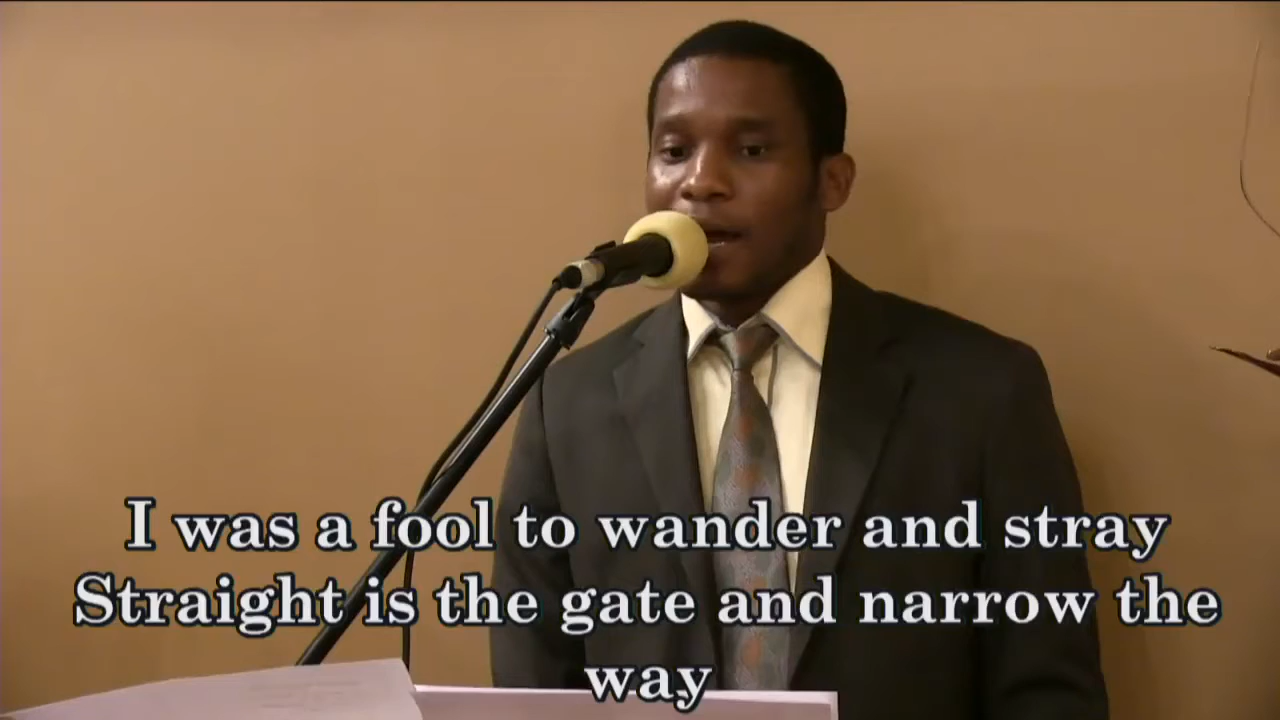 I was a fool to wander and stray
Straight is the gate and narrow the
way